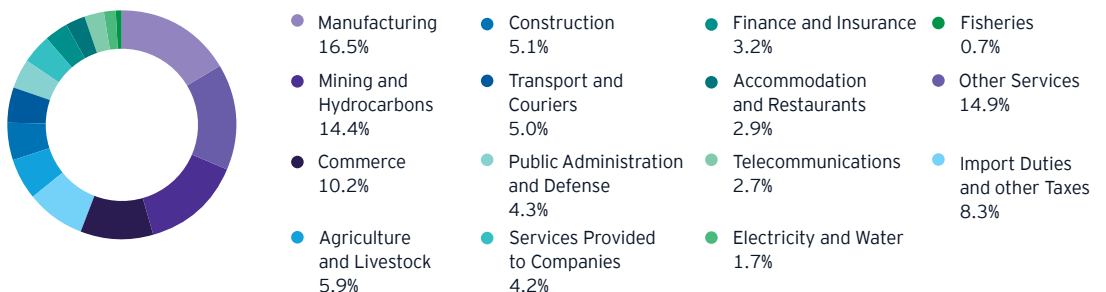 Manufacturing
16.5%
Mining and
Hydrocarbons
14.4%
Commerce
10.2%
Agriculture
and Livestock
5.9%
Construction
5.1%
Transport and
Couriers
5.0%
Public Administration
and Defense
4.3%
Services Provided
to Companies
4.2%
Finance and Insurance
3.2%
Accommodation
and Restaurants
2.9%
Telecommunications
2.7%
Electricity and Water
1.7%
Fisheries
0.7%
Other Services
14.9%
Import Duties
and other Taxes
8.3%